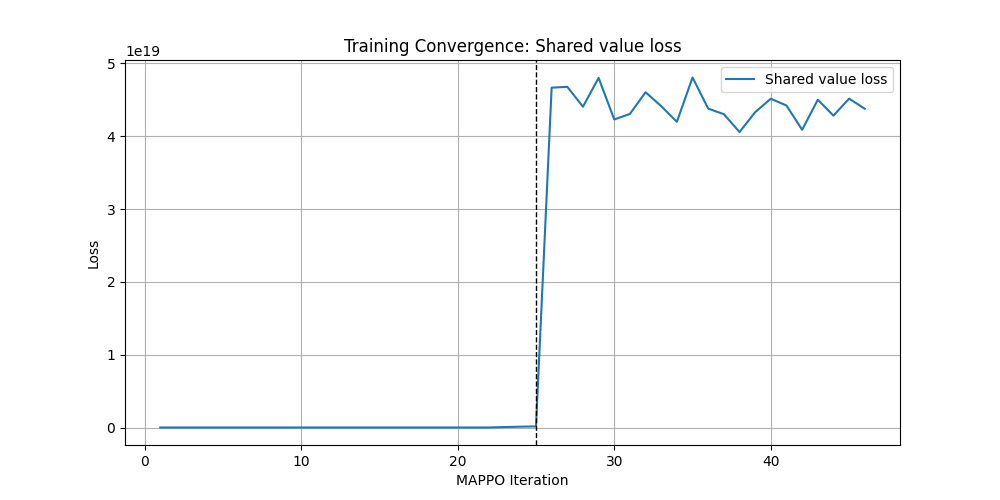 Training Convergence: Shared value loss
1e19
Shared value loss
5
4
3
2
1
0
Loss
0 10 20 30 40
MAPPO Iteration